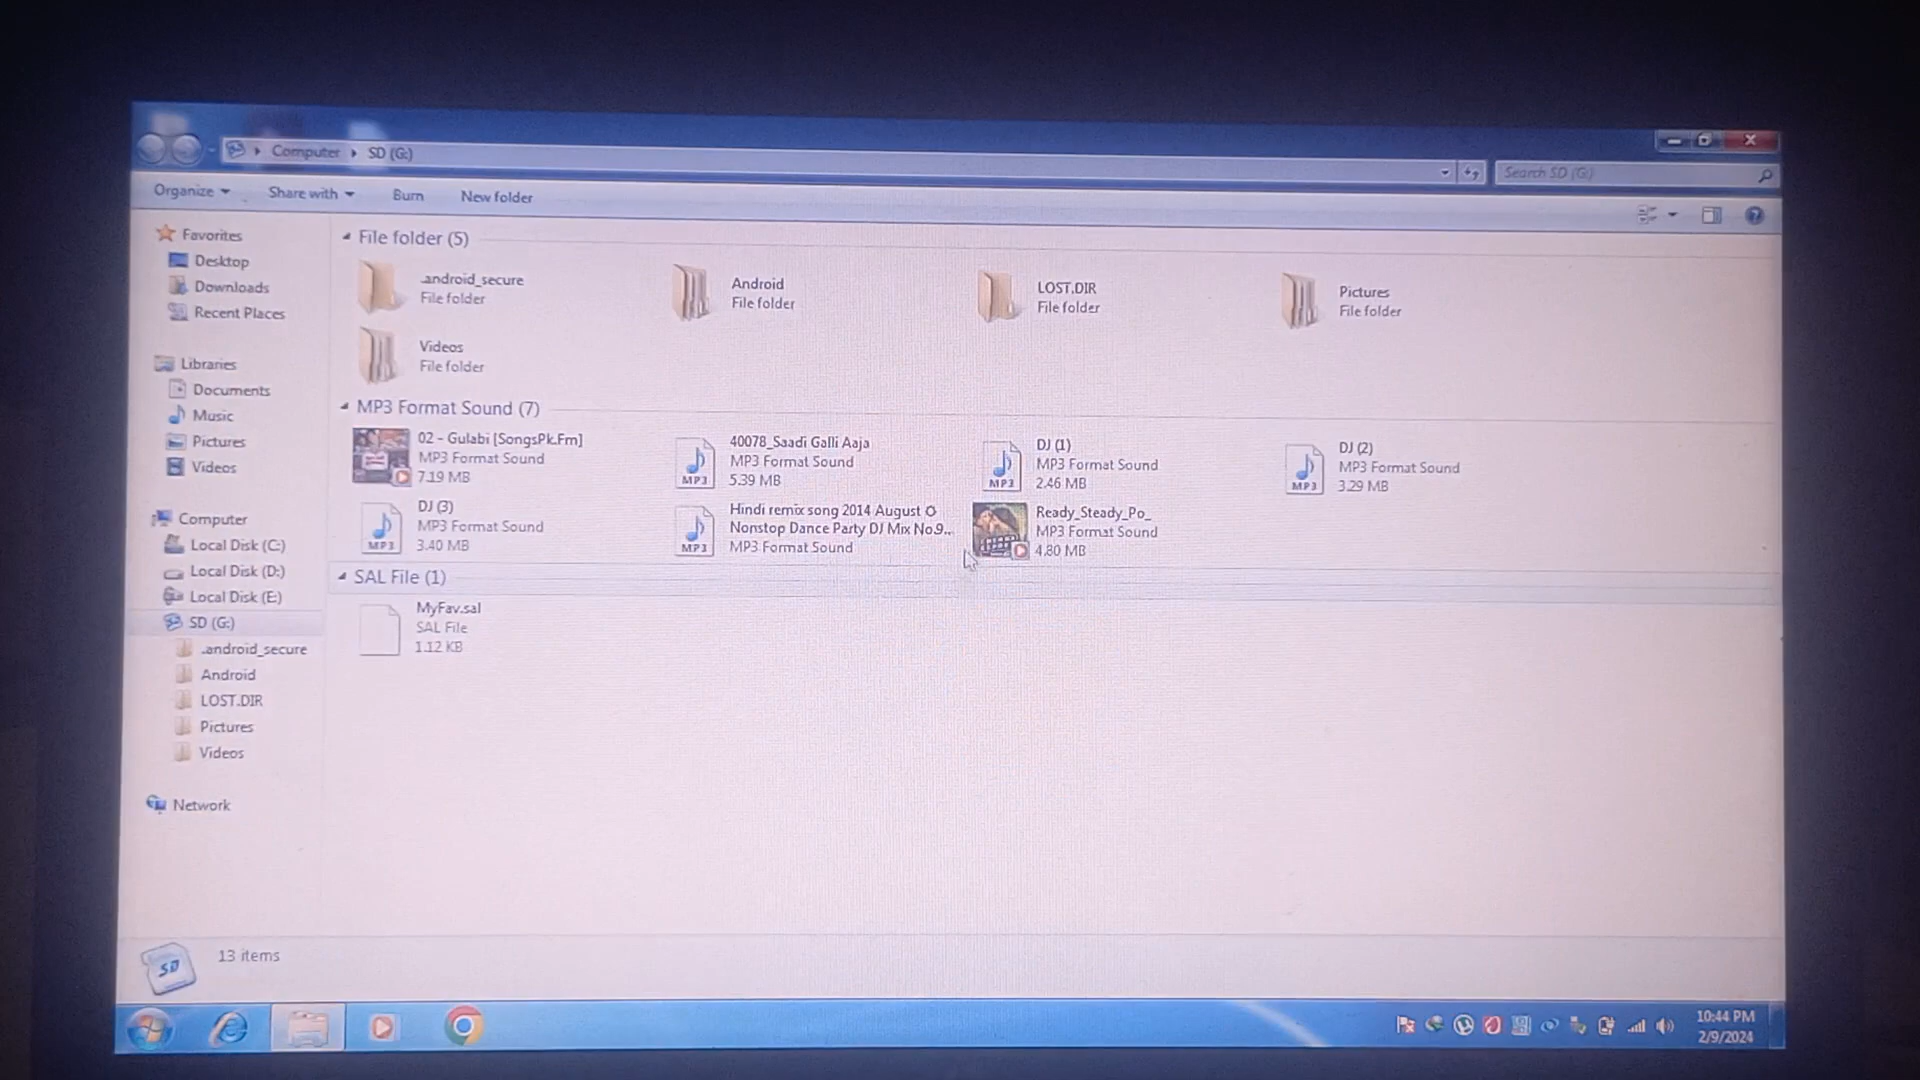 Computer SD (G:)
Search SD (G:)
Organize Share with Burn New folder
Favorites
Desktop
Downloads
Recent Places
Libraries
Documents
Music
Pictures
Videos
Computer
Local Disk (C:)
Local Disk (D:)
Local Disk (E:)
SD (G:)
.android_secure
Android
LOST.DIR
Pictures
Videos
Network
File folder (5)
.android_secure
File folder
Android
File folder
LOST.DIR
File folder
Pictures
File folder
Videos
File folder
MP3 Format Sound (7)
02 - Gulabi [SongsPk.Fm]
MP3 Format Sound
7.19 MB
MP3
40078_Saadi Galli Aaja
MP3 Format Sound
5.39 MB
MP3
DJ (1)
MP3 Format Sound
2.46 MB
MP3
DJ (2)
MP3 Format Sound
3.29 MB
MP3
DJ (3)
MP3 Format Sound
3.40 MB
MP3
Hindi remix song 2014 August ✪
Nonstop Dance Party DJ Mix No.9...
MP3 Format Sound
Ready_Steady_Po_
MP3 Format Sound
4.80 MB
SAL File (1)
MyFav.sal
SAL File
1.12 KB
SD
13 items
10:44 PM
2/9/2024